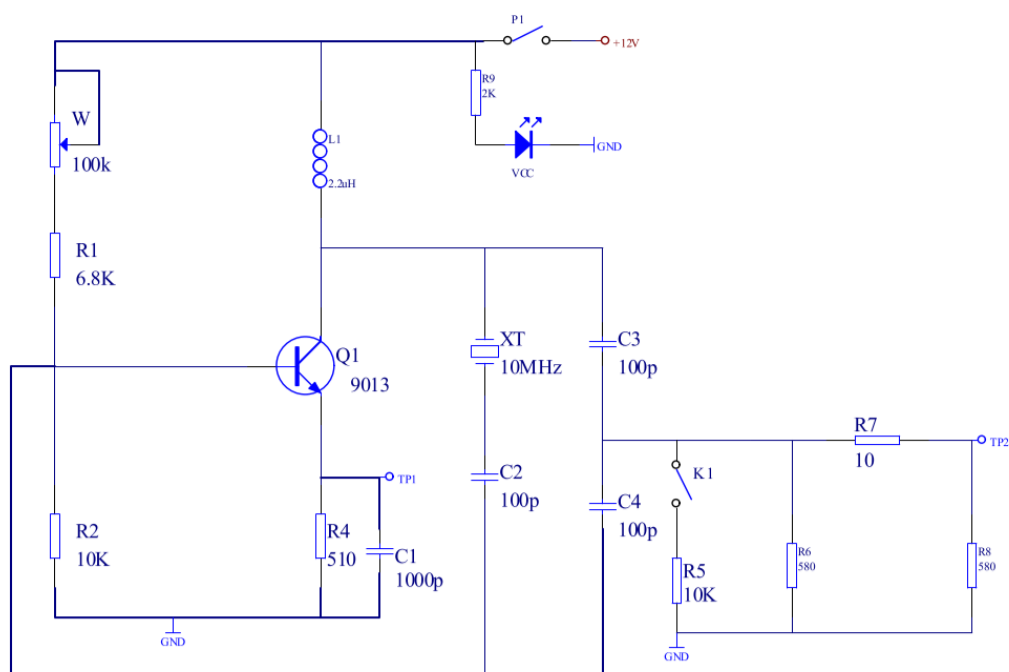 P1
+12V
R9
2K
W
100k
L1
2.2uH
GND
VCC
R1
6.8K
Q1
9013
XT
10MHz
C3
100p
R7
10
TP2
K1
TP1
C2
100p
C4
100p
R2
10K
R4
510
C1
1000p
R5
10K
R6
580
R8
580
GND
GND